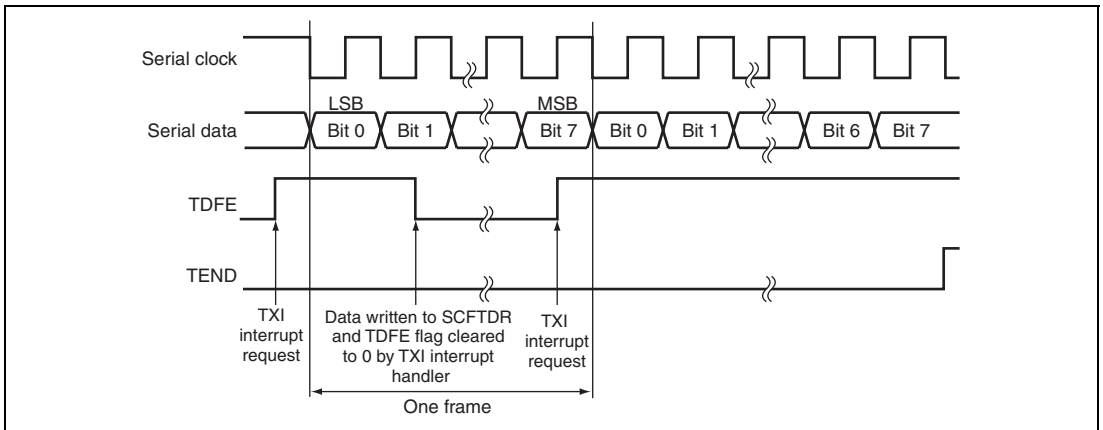 Serial clock
LSB
MSB
Serial data
Bit 0
Bit 1
Bit 7
Bit 0
Bit 1
Bit 6
Bit 7
TDFE
TEND
TXI
interrupt
request
Data written to SCFTDR
and TDFE flag cleared
to 0 by TXI interrupt
handler
TXI
interrupt
request
One frame